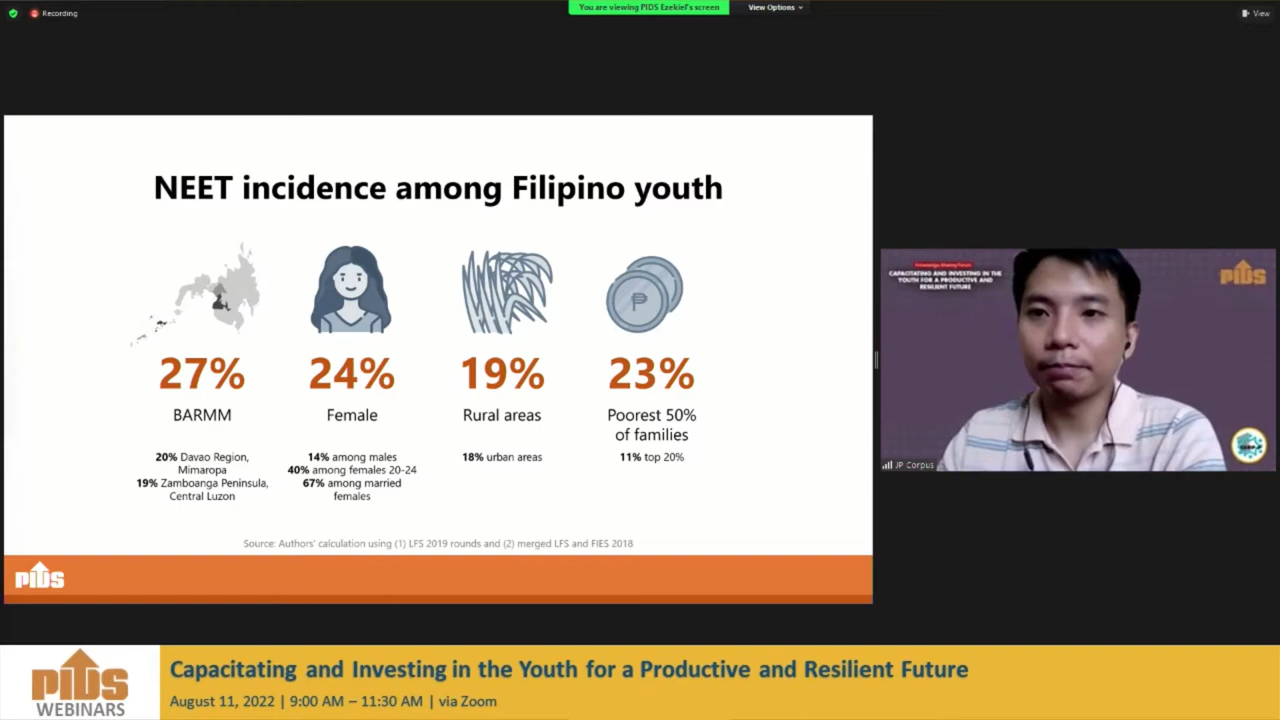 Recording
You are viewing PIDS Ezekiel's screen
View Options
View
NEET incidence among Filipino youth
27%
BARMM
20% Davao Region,
Mimaropa
19% Zamboanga Peninsula,
Central Luzon
24%
Female
14% among males
40% among females 20-24
67% among married
females
19%
Rural areas
18% urban areas
₱
23%
Poorest 50%
of families
11% top 20%
Source: Authors' calculation using (1) LFS 2019 rounds and (2) merged LFS and FIES 2018
PIDS
Knowledge-Sharing Forum
CAPACITATING AND INVESTING IN THE
YOUTH FOR A PRODUCTIVE AND
RESILIENT FUTURE
PIDS
JP Corpus
PIDS
WEBINARS
Capacitating and Investing in the Youth for a Productive and Resilient Future
August 11, 2022 | 9:00 AM – 11:30 AM | via Zoom